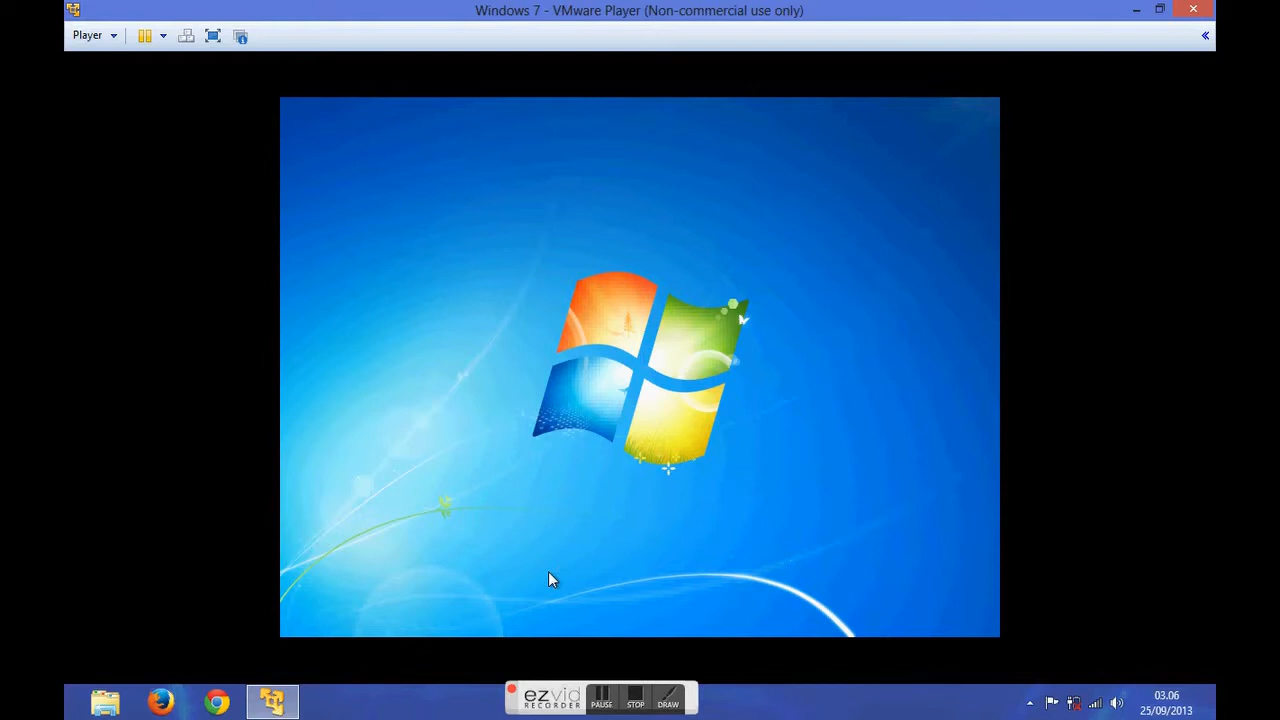 Windows 7 - VMware Player (Non-commercial use only)
Player
ezvid
RECORDER
PAUSE
STOP
DRAW
03.06
25/09/2013